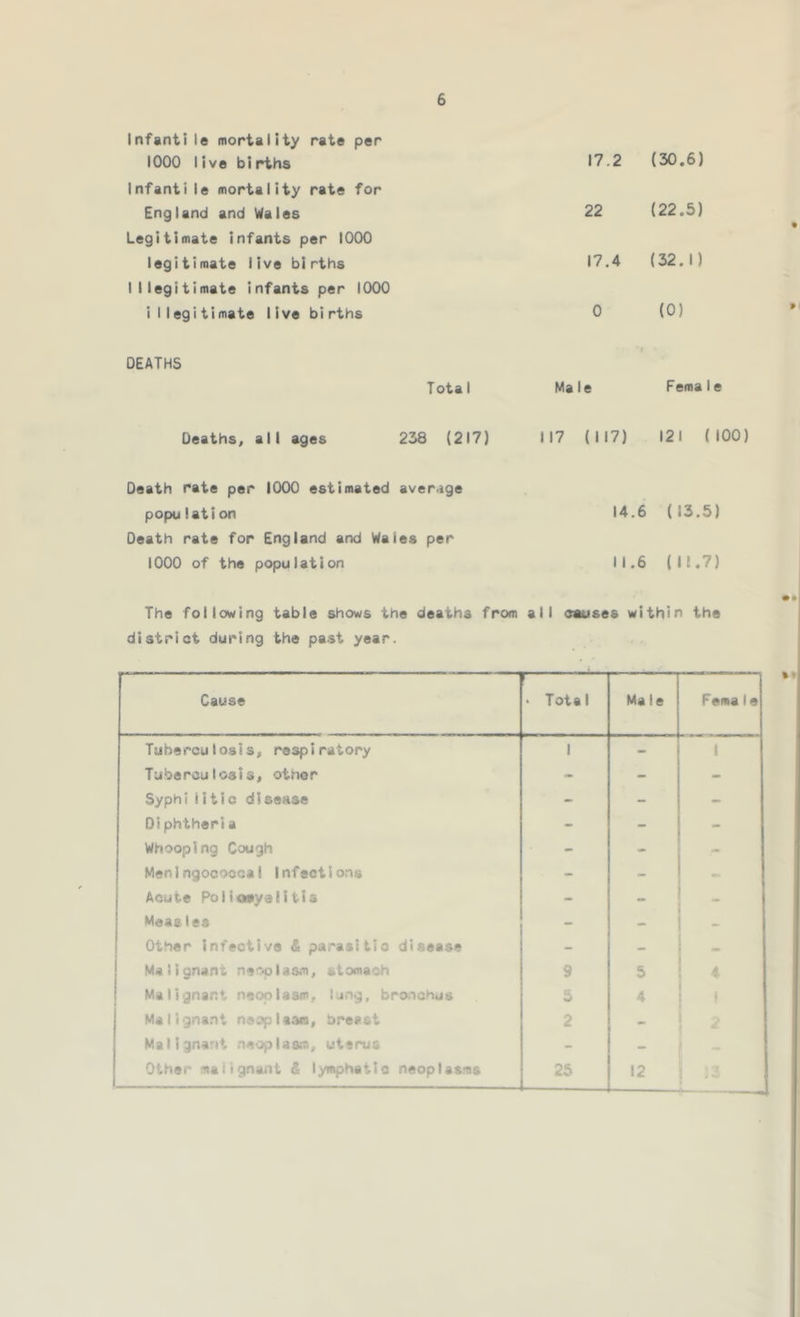 6
Infantile mortality rate per
1000 live births 17.2 (30.6)
Infantile mortality rate for
England and Wales 22 (22.5)
Legitimate infants per 1000
legitimate live births 17.4 (32.1)
Illegitimate infants per 1000
illegitimate live births 0 (0)
DEATHS
Total Male Female
Deaths, all ages 238 (217) 117 (117) 121 (100)
Death rate per 1000 estimated average
population 14.6 (13.5)
Death rate for England and Wales per
1000 of the population 11.6 (11.7)
The following table shows the deaths from all causes within the
district during the past year.
Cause Total Male Female
Tuberculosis, respiratory 1 - 1
Tuberculosis, other - - -
Syphilitic disease - - -
Diphtheria - - -
Whooping Cough - - -
Meningococcal Infections - - -
Acute Poliomyelitis - - -
Measles - - -
Other infective & parasitic disease - - -
Malignant neoplasm, stomach 9 5 4
Malignant neoplasm, lung, bronchus 5 4 1
Malignant neoplasm, breast 2 - 2
Malignant neoplasm, uterus - - -
Other malignant & lymphatic neoplasms 25 12 13